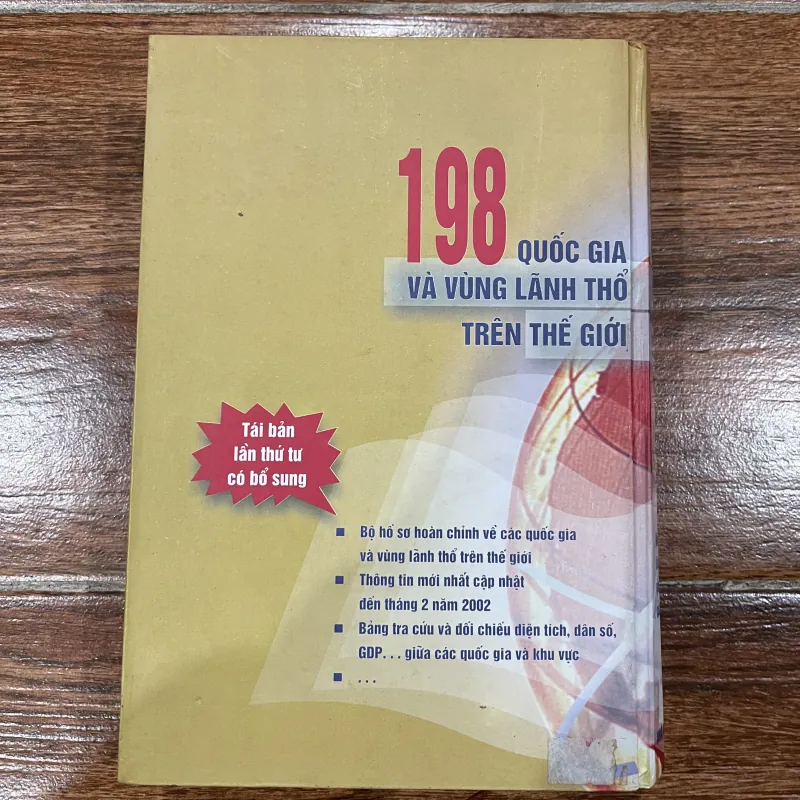 198 QUỐC GIA
VÀ VÙNG LÃNH THỔ
TRÊN THẾ GIỚI
Tái bản
lần thứ tư
có bổ sung
■ Bộ hồ sơ hoàn chỉnh về các quốc gia
và vùng lãnh thổ trên thế giới
■ Thông tin mới nhất cập nhật
đến tháng 2 năm 2002
■ Bảng tra cứu và đối chiếu diện tích, dân số,
GDP. . . giữa các quốc gia và khu vực
■ . . .